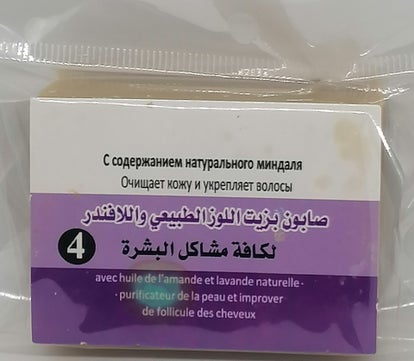 С содержанием натурального миндаля
Очищает кожу и укрепляет волосы
صابون بزيت اللوز الطبيعي واللافندر
لكافة مشاكل البشرة
4
avec huile de l'amande et lavande naturelle·
·purificateur de la peau et improver
de follicule des cheveux